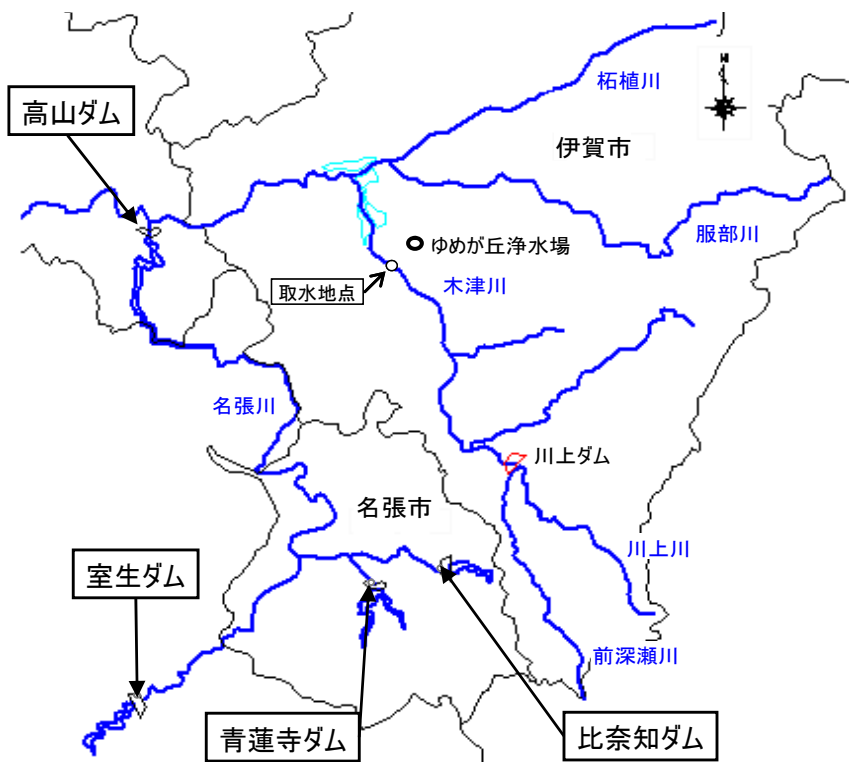 柘植川
N
高山ダム
伊賀市
服部川
ゆめが丘浄水場
取水地点
木津川
名張川
川上ダム
名張市
川上川
室生ダム
前深瀬川
青蓮寺ダム
比奈知ダム